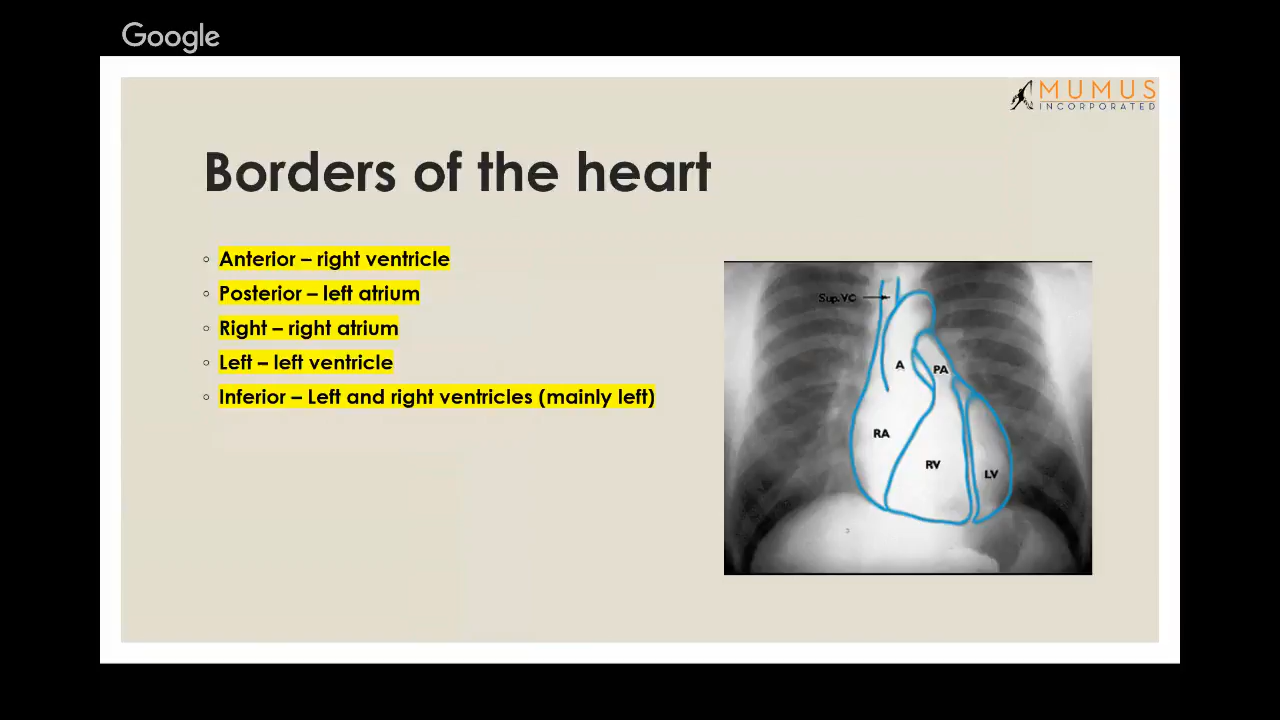 Google
MUMUS
INCORPORATED
Borders of the heart
Anterior – right ventricle
Posterior – left atrium
Right – right atrium
Left – left ventricle
Inferior – Left and right ventricles (mainly left)
Sup.VC
A
PA
RA
RV
LV